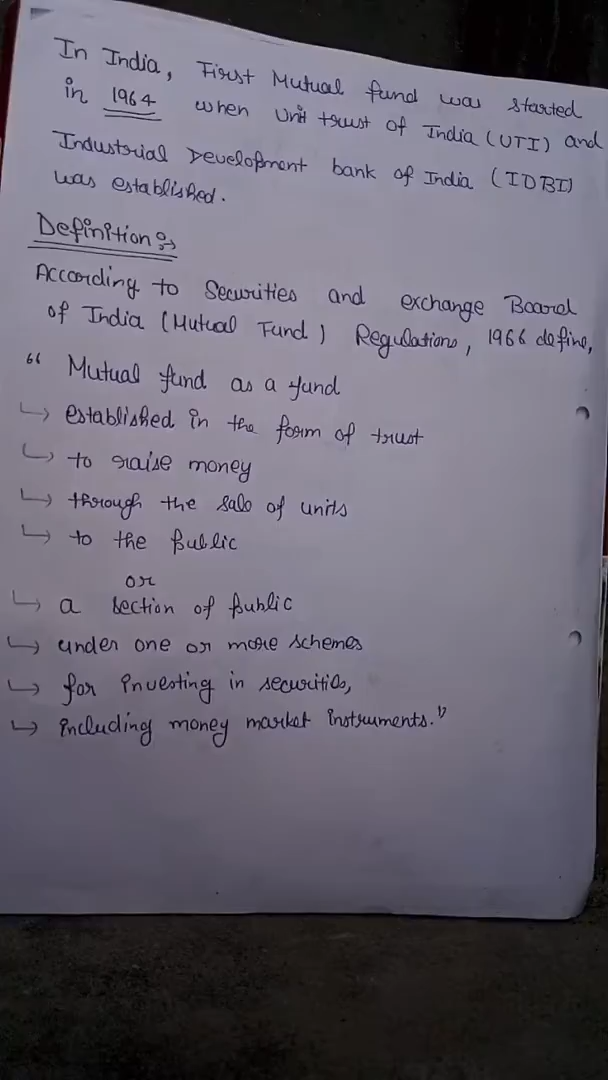 In India, First Mutual fund was started
in 1964 when Unit trust of India (UTI) and
Industrial Development bank of India (IDBI)
was established.
Definition:→
According to Securities and exchange Board
of India (Mutual Fund) Regulations, 1966 define,
“ Mutual fund as a fund
↳ established in the form of trust
↳ to raise money
↳ through the sale of units
↳ to the Public
or
↳ a section of Public
↳ under one or more schemes
↳ for investing in securities,
↳ including money market instruments.”